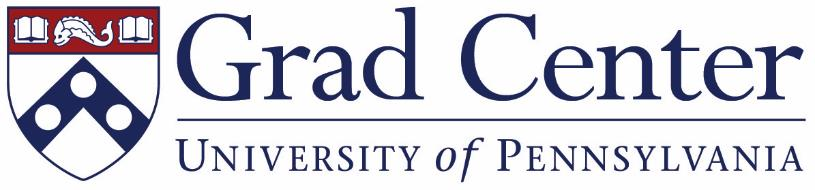 Grad Center
UNIVERSITY of PENNSYLVANIA